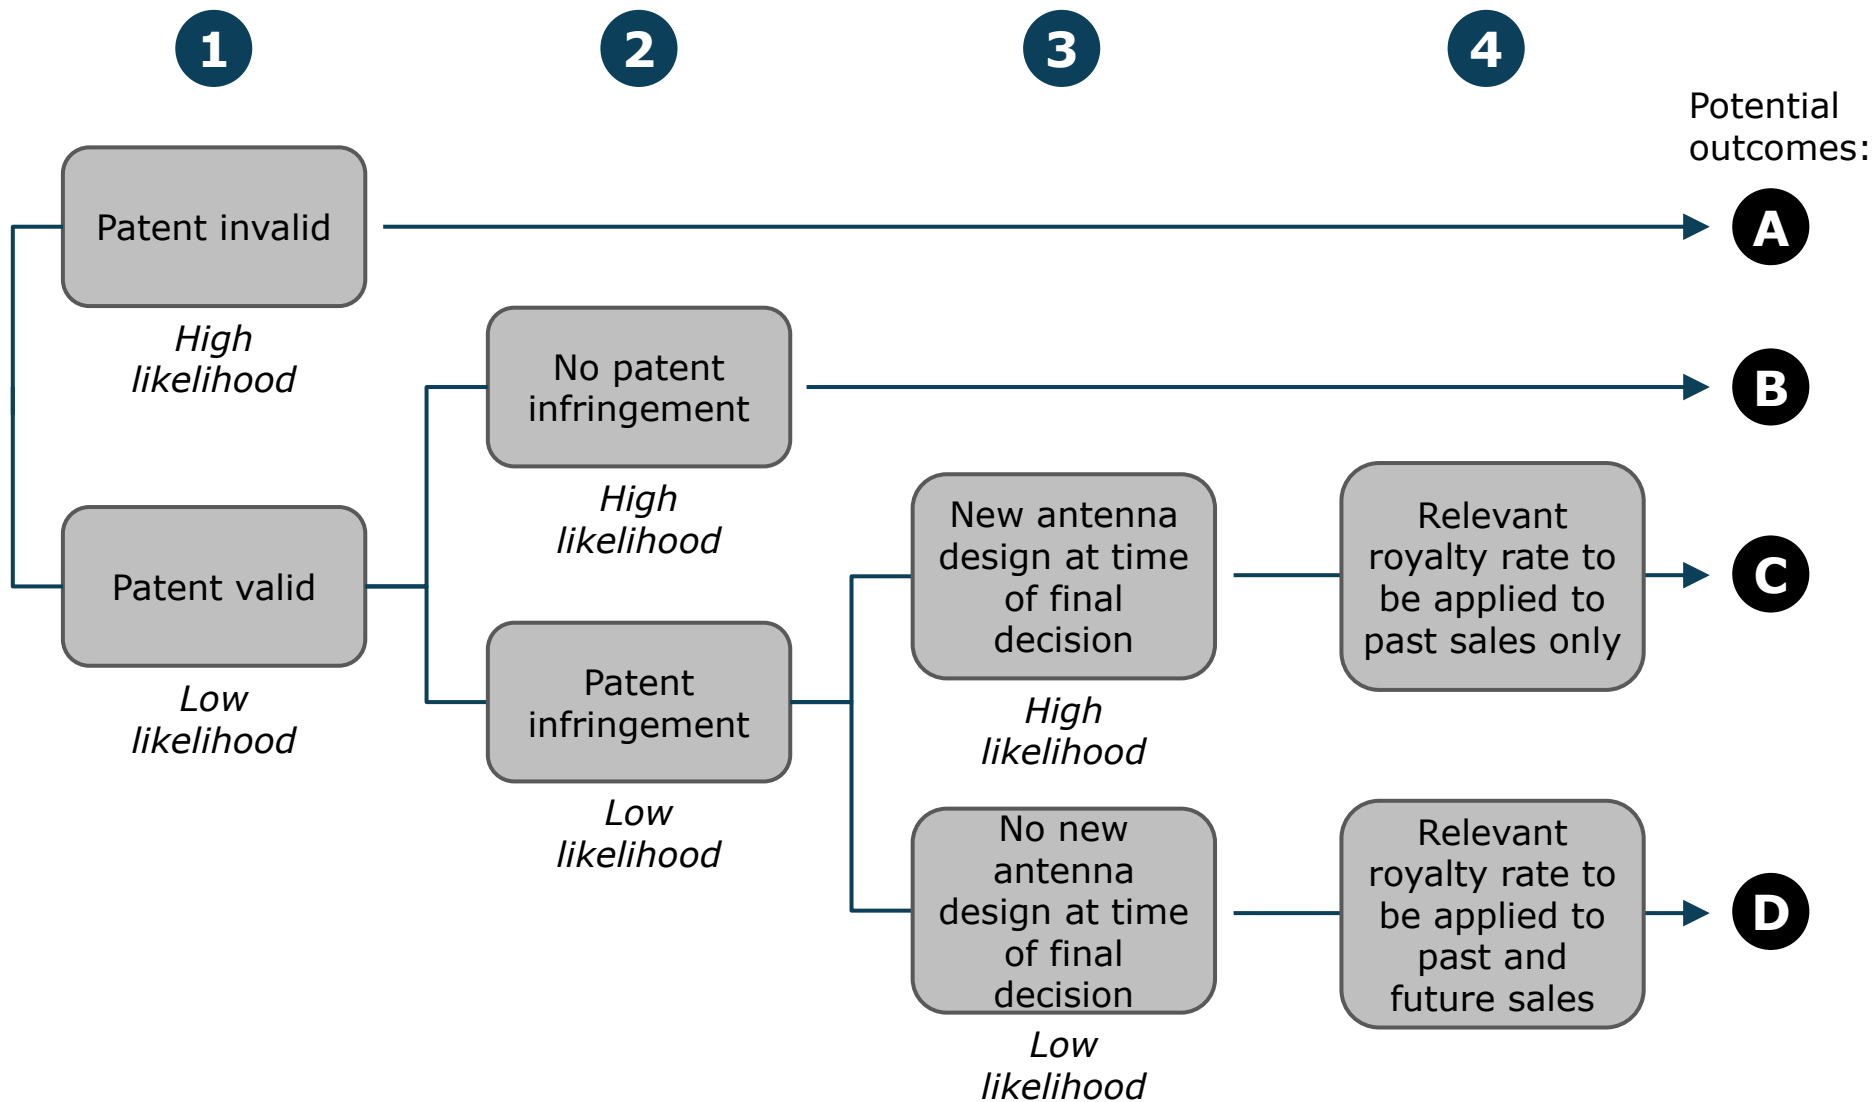 1
2
3
4
Potential
outcomes:
Patent invalid
High
likelihood
A
No patent
infringement
High
likelihood
B
Patent valid
Low
likelihood
New antenna
design at time
of final
decision
High
likelihood
Relevant
royalty rate to
be applied to
past sales only
C
Patent
infringement
Low
likelihood
No new
antenna
design at time
of final
decision
Low
likelihood
Relevant
royalty rate to
be applied to
past and
future sales
D